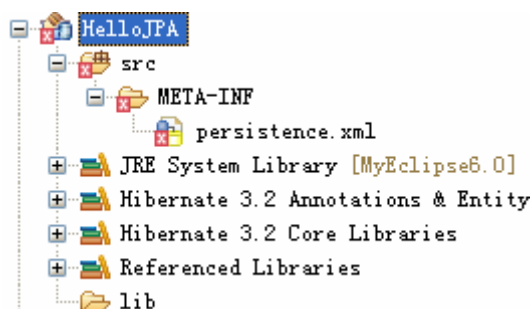 HelloJPA
src
META-INF
persistence.xml
JRE System Library [MyEclipse6.0]
Hibernate 3.2 Annotations & Entity
Hibernate 3.2 Core Libraries
Referenced Libraries
lib